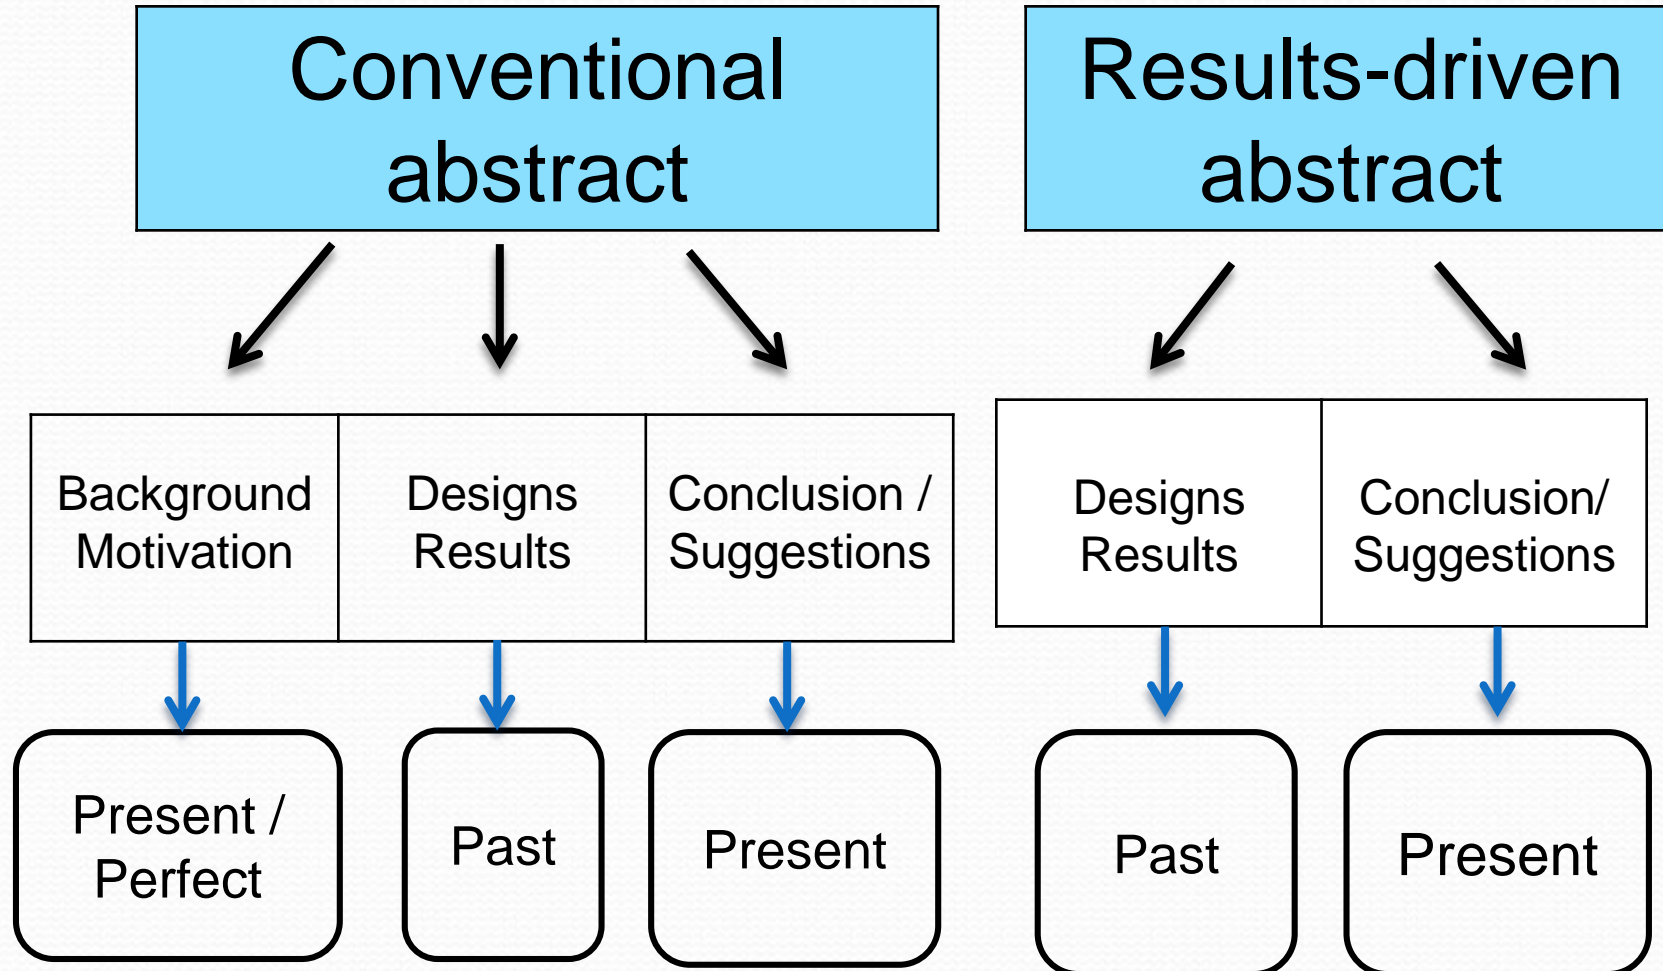 Conventional
abstract
Results-driven
abstract
Background
Motivation
Designs
Results
Conclusion /
Suggestions
Designs
Results
Conclusion/
Suggestions
Present /
Perfect
Past
Present
Past
Present